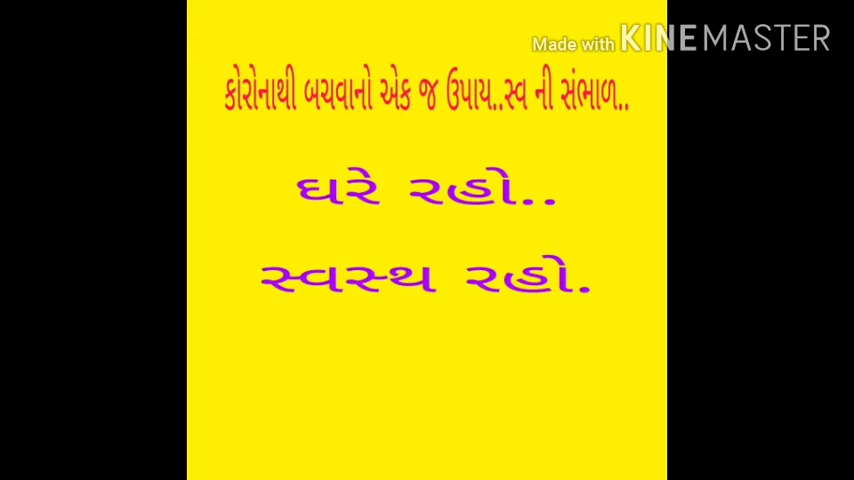 Made with KINEMASTER
કોરોનાથી બચવાનો એક જ ઉપાય..સ્વ ની સંભાળ..
ઘરે રહો..
સ્વસ્થ રહો.